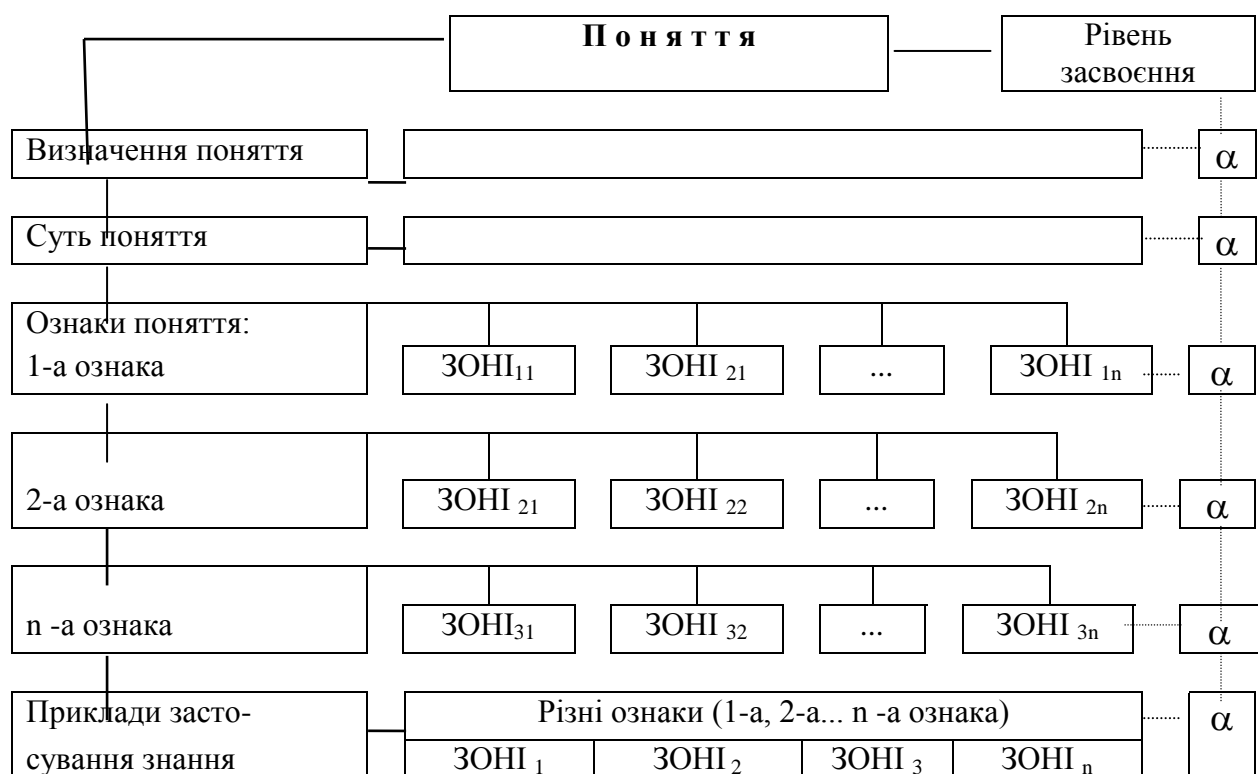 П о н я т т я
Рівень
засвоєння
Визначення поняття
α
Суть поняття
α
Ознаки поняття:
1-а ознака
ЗОНІ11 ЗОНІ 21 ... ЗОНІ 1n α
2-а ознака
ЗОНІ 21 ЗОНІ 22 ... ЗОНІ 2n α
n -а ознака
ЗОНІ31 ЗОНІ 32 ... ЗОНІ 3n α
Приклади засто-
сування знання
Різні ознаки (1-а, 2-а... n -а ознака)
α
ЗОНІ 1 ЗОНІ 2 ЗОНІ 3 ЗОНІ n